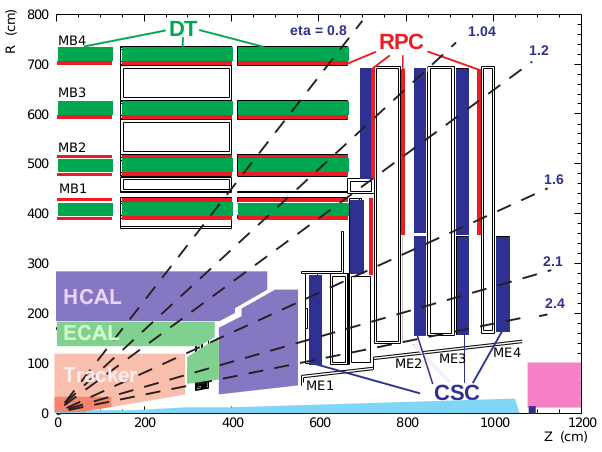 R (cm)
800
700
600
500
400
300
200
100
0
MB4
MB3
MB2
MB1
DT
eta = 0.8
RPC
1.04
1.2
1.6
2.1
2.4
HCAL
ECAL
Tracker
ME1
ME2
ME3
ME4
CSC
0
200
400
600
800
1000
1200
Z (cm)